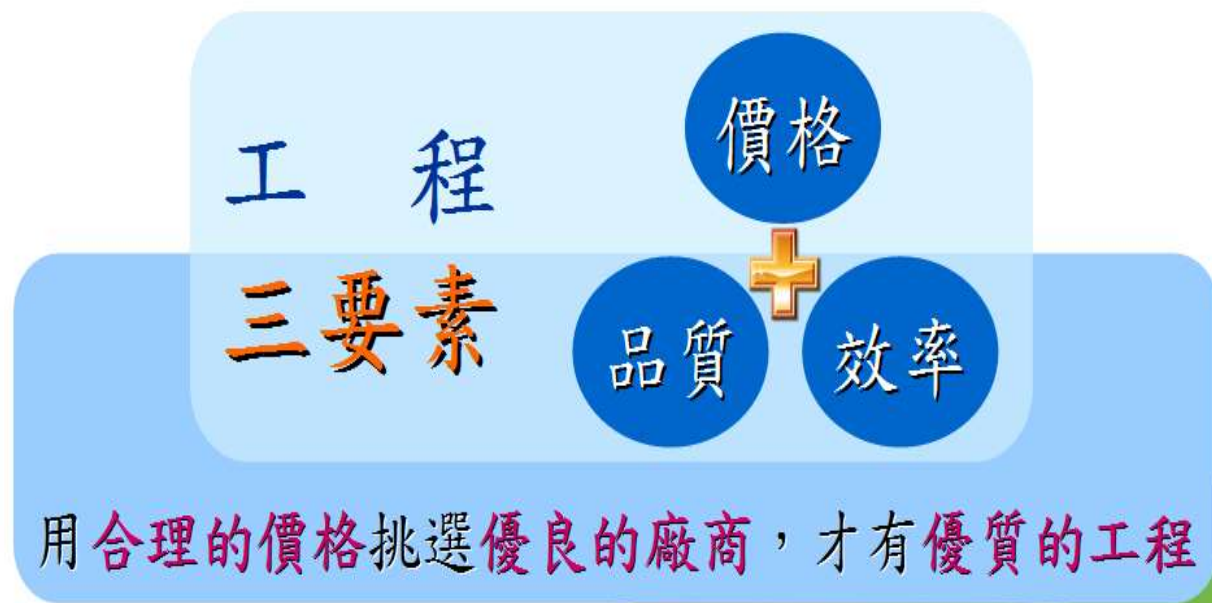 工程
三要素
價格
品質
效率
用合理的價格挑選優良的廠商，才有優質的工程